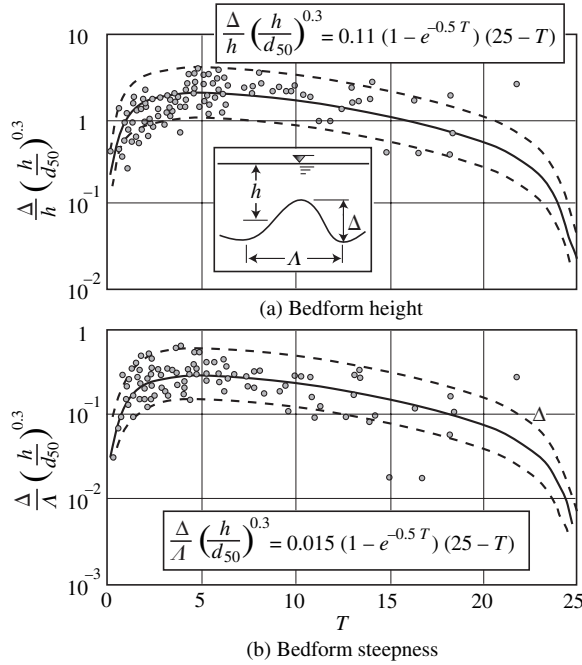 Δ/h (h/d₅₀)^0.3 = 0.11 (1 – e^–0.5 T) (25 – T)
10
1
10⁻¹
10⁻²
Δ/h (h/d₅₀)^0.3
h
Δ
Λ
(a) Bedform height
1
10⁻¹
10⁻²
10⁻³
Δ/Λ (h/d₅₀)^0.3
Δ
Δ/Λ (h/d₅₀)^0.3 = 0.015 (1 – e^–0.5 T) (25 – T)
0 5 10 15 20 25
T
(b) Bedform steepness